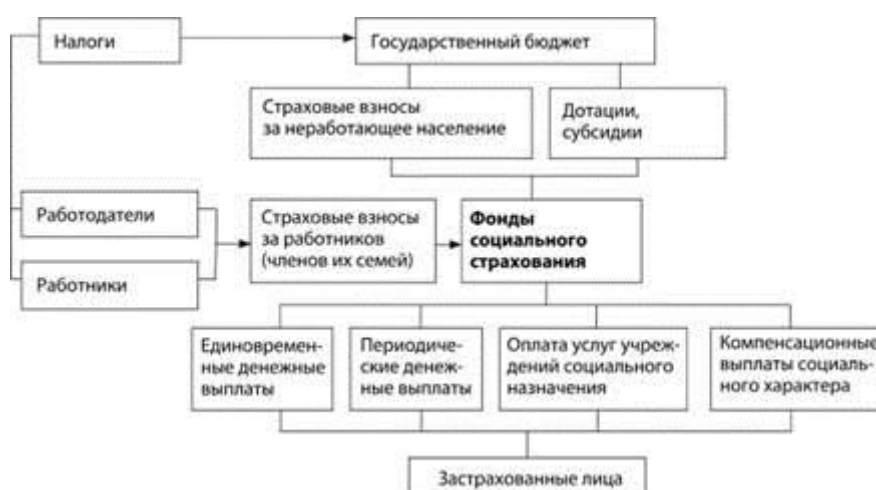 Налоги
Государственный бюджет
Страховые взносы
за неработающее население
Дотации,
субсидии
Работодатели
Страховые взносы
за работников
(членов их семей)
Фонды
социального
страхования
Работники
Единовремен-
ные денежные
выплаты
Периодиче-
ские денеж-
ные выплаты
Оплата услуг учреж-
дений социального
назначения
Компенсационные
выплаты социаль-
ного характера
Застрахованные лица